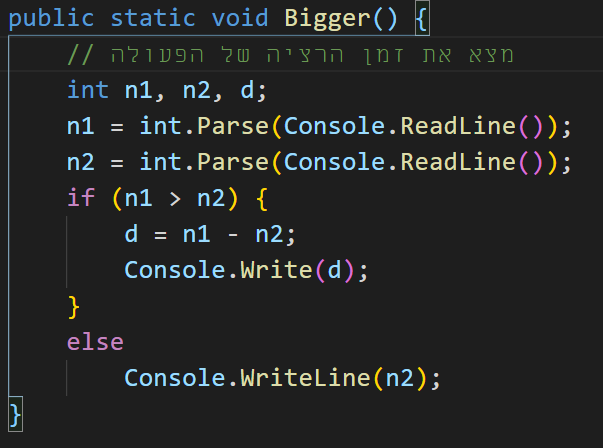 public static void Bigger() {
// מצא את זמן הרציה של הפעולה
int n1, n2, d;
n1 = int.Parse(Console.ReadLine());
n2 = int.Parse(Console.ReadLine());
if (n1 > n2) {
d = n1 - n2;
Console.Write(d);
}
else
Console.WriteLine(n2);
}